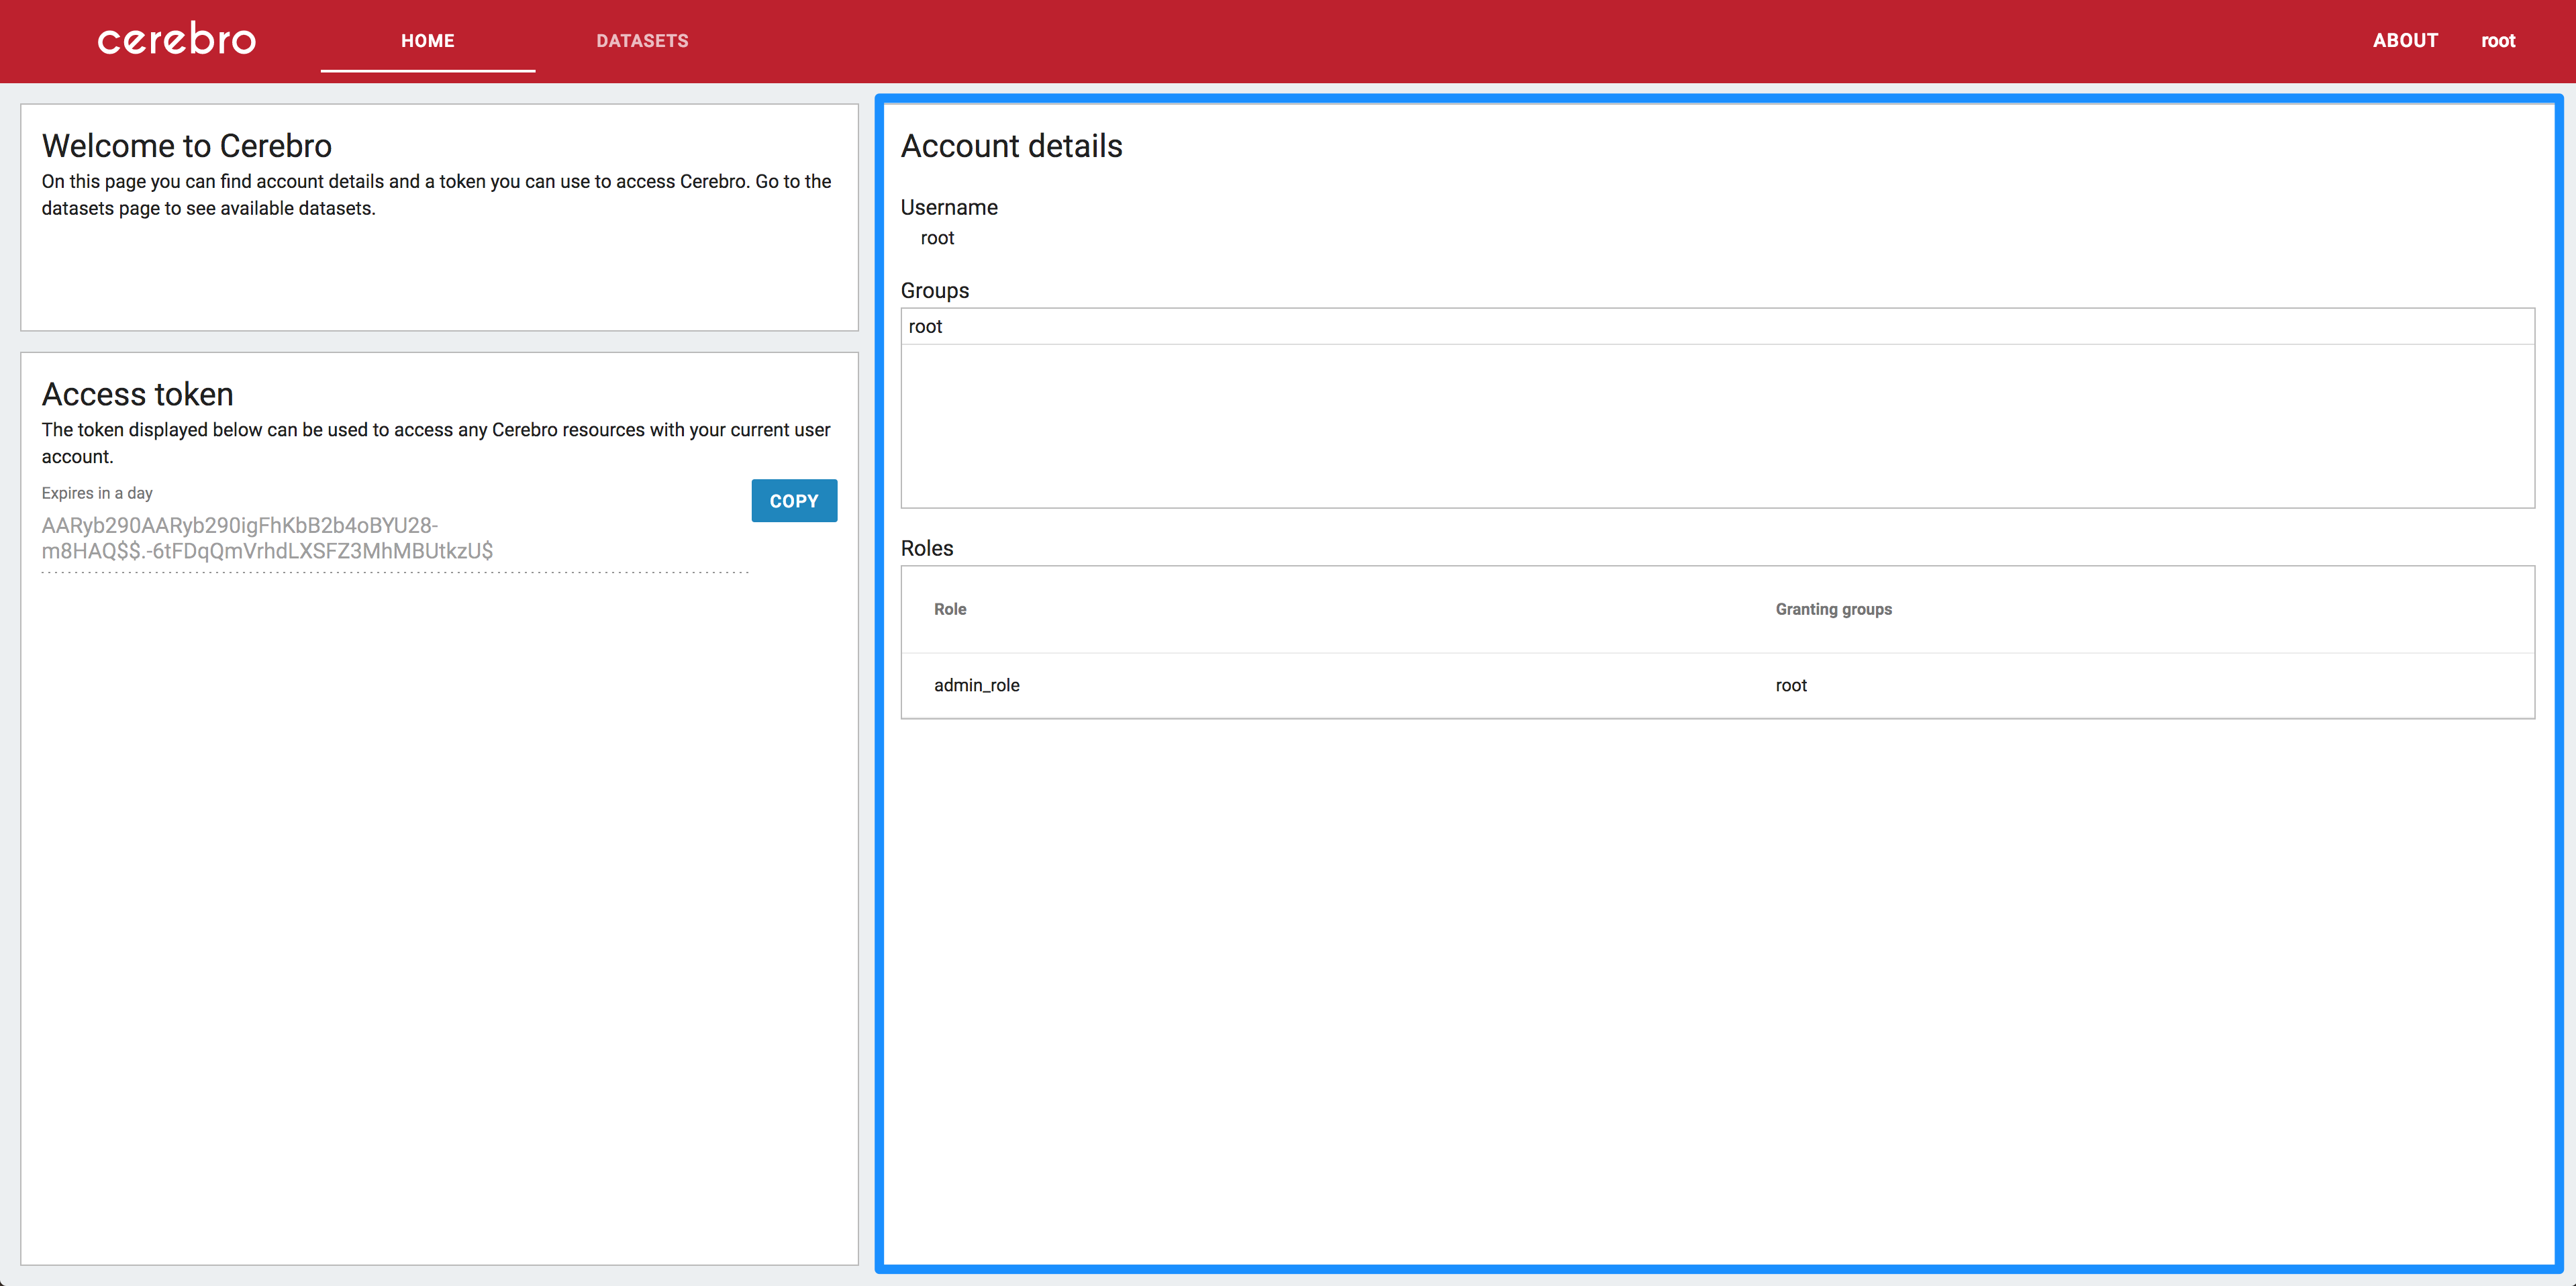 cerebro
HOME
DATASETS
ABOUT
root
Welcome to Cerebro
On this page you can find account details and a token you can use to access Cerebro. Go to the
datasets page to see available datasets.
Access token
The token displayed below can be used to access any Cerebro resources with your current user
account.
Expires in a day
COPY
AARyb290AARyb290igFhKbB2b4oBYU28-
m8HAQ$$.-6tFDqQmVrhdLXSFZ3MhMBUtkzU$
Account details
Username
root
Groups
root
Roles
Role
Granting groups
admin_role
root